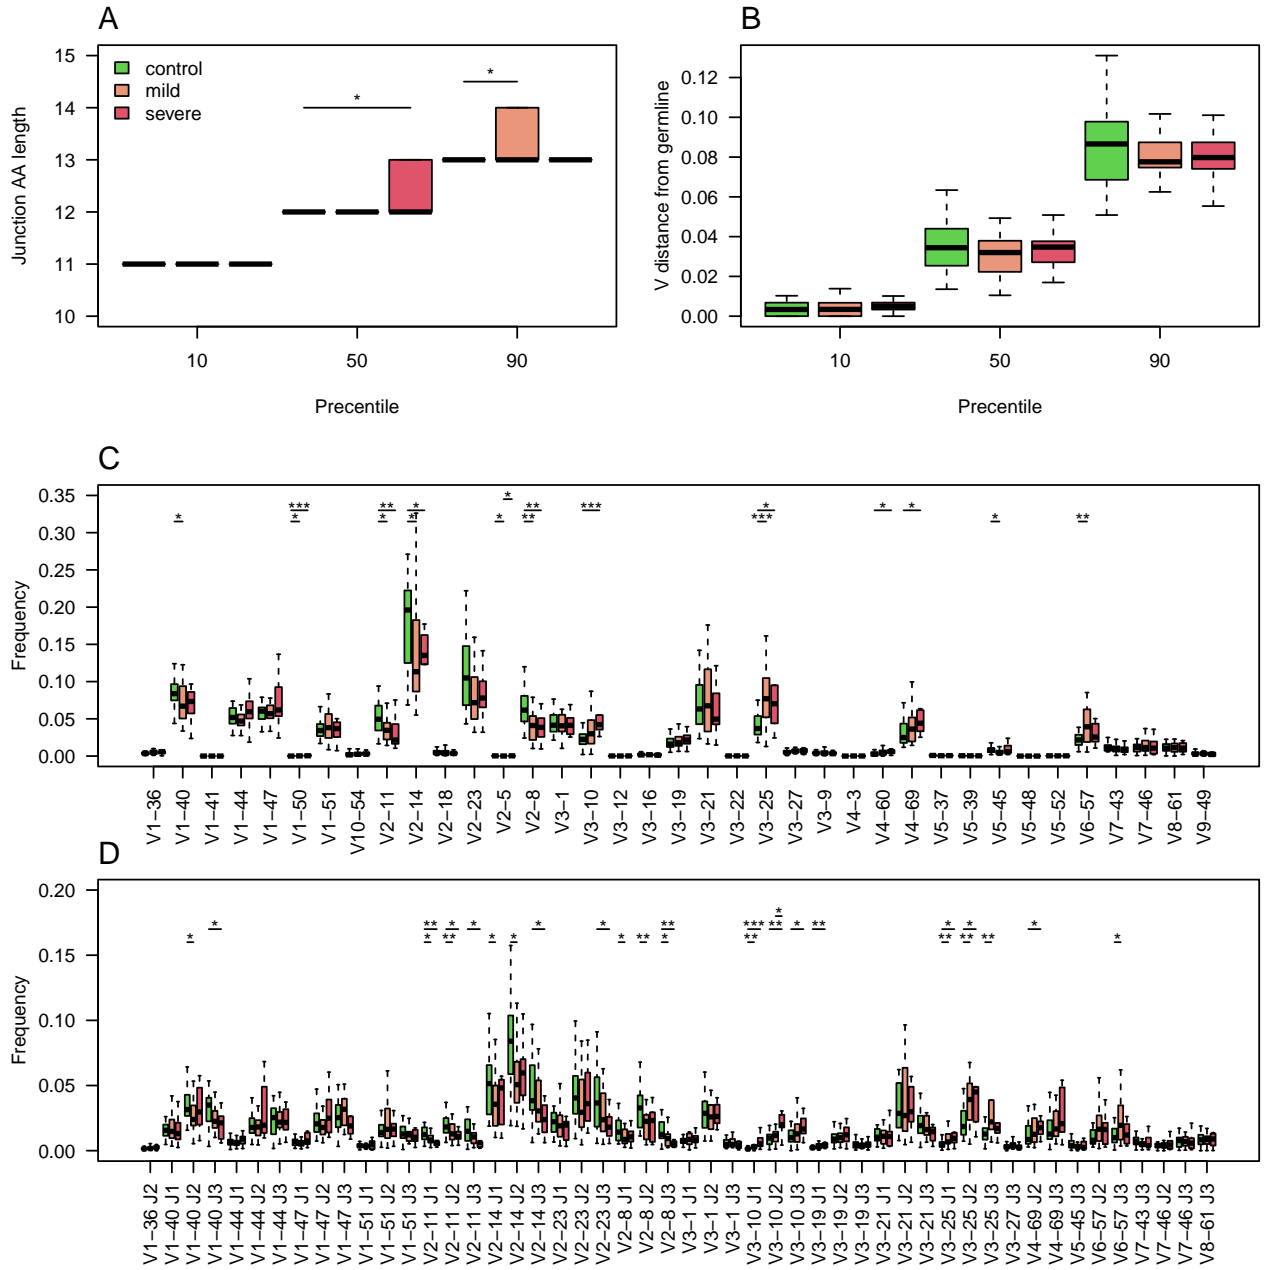 A
15
14
13
12
11
10
Junction AA length
control
mild
severe
*
*
10
50
90
Precentile
B
0.12
0.10
0.08
0.06
0.04
0.02
0.00
V distance from germline
10
50
90
Precentile
C
0.35
0.30
0.25
0.20
0.15
0.10
0.05
0.00
Frequency
*
***
*
**
*
*
*
*
*
**
**
***
*
***
*
*
*
**
V1−36
V1−40
V1−41
V1−44
V1−47
V1−50
V1−51
V10−54
V2−11
V2−14
V2−18
V2−23
V2−5
V2−8
V3−1
V3−10
V3−12
V3−16
V3−19
V3−21
V3−22
V3−25
V3−27
V3−9
V4−3
V4−60
V4−69
V5−37
V5−39
V5−45
V5−48
V5−52
V6−57
V7−43
V7−46
V8−61
V9−49
D
0.20
0.15
0.10
0.05
0.00
Frequency
*
*
**
*
*
**
*
*
*
*
*
*
**
**
*
***
**
*
**
*
**
*
**
*
**
**
*
*
V1−36 J2
V1−40 J1
V1−40 J2
V1−40 J3
V1−44 J1
V1−44 J2
V1−44 J3
V1−47 J1
V1−47 J2
V1−47 J3
V1−51 J1
V1−51 J2
V1−51 J3
V2−11 J1
V2−11 J2
V2−11 J3
V2−14 J1
V2−14 J2
V2−14 J3
V2−23 J1
V2−23 J2
V2−23 J3
V2−8 J1
V2−8 J2
V2−8 J3
V3−1 J1
V3−1 J2
V3−1 J3
V3−10 J1
V3−10 J2
V3−10 J3
V3−19 J1
V3−19 J2
V3−19 J3
V3−21 J1
V3−21 J2
V3−21 J3
V3−25 J1
V3−25 J2
V3−25 J3
V3−27 J3
V4−69 J2
V4−69 J3
V5−45 J3
V6−57 J2
V6−57 J3
V7−43 J3
V7−46 J2
V7−46 J3
V8−61 J3